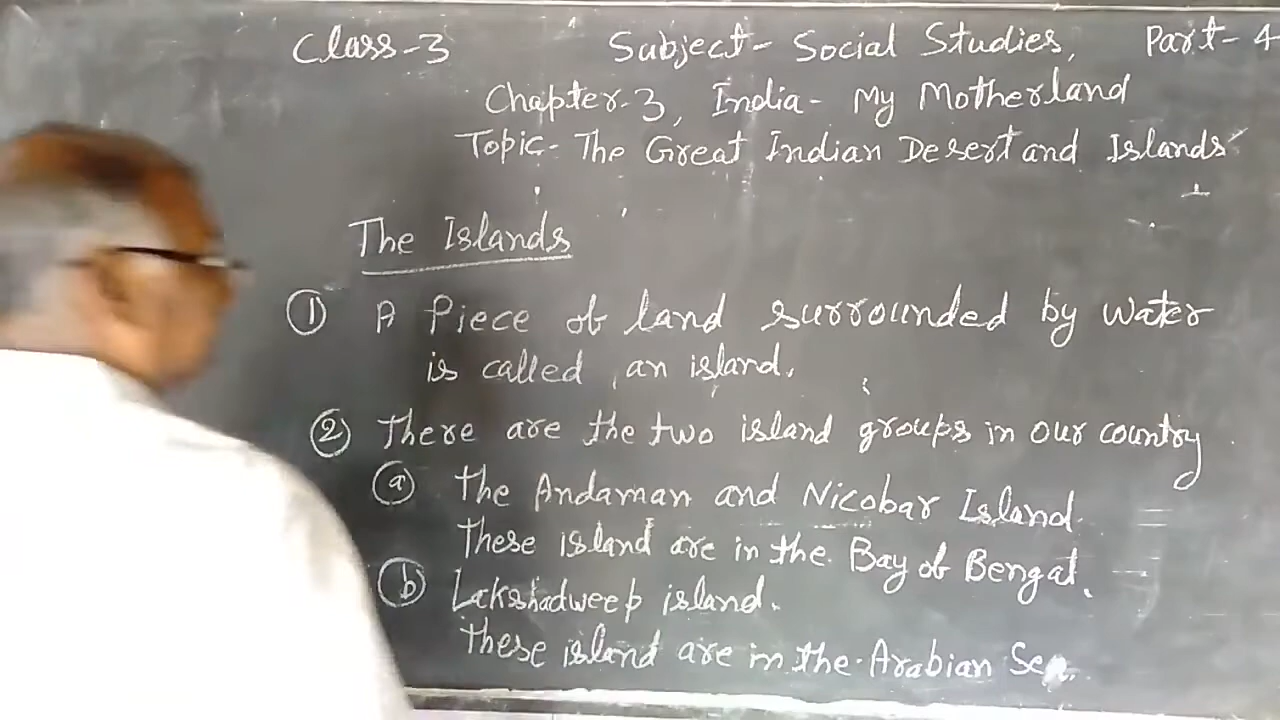 Class-3 Subject- Social Studies, Part-4
Chapter-3, India- My Motherland
Topic- The Great Indian Desert and Islands
The Islands
① A Piece of land surrounded by water
is called an island.
② There are the two island groups in our country
ⓐ The Andaman and Nicobar Island
These island are in the Bay of Bengal.
ⓑ Lakshadweep island.
These island are in the Arabian Sea.